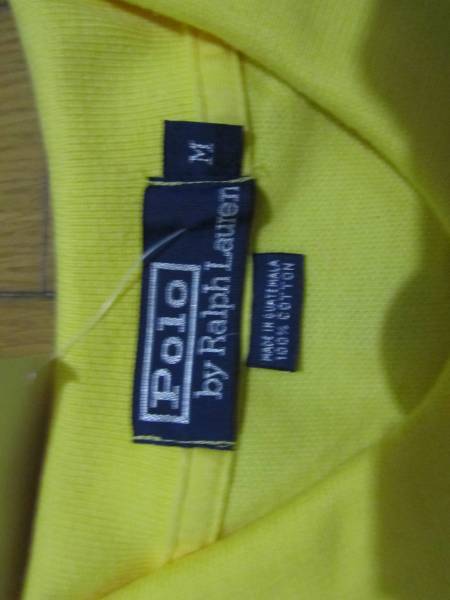 Polo
by Ralph Lauren
M
MADE IN GUATEMALA
100% COTTON